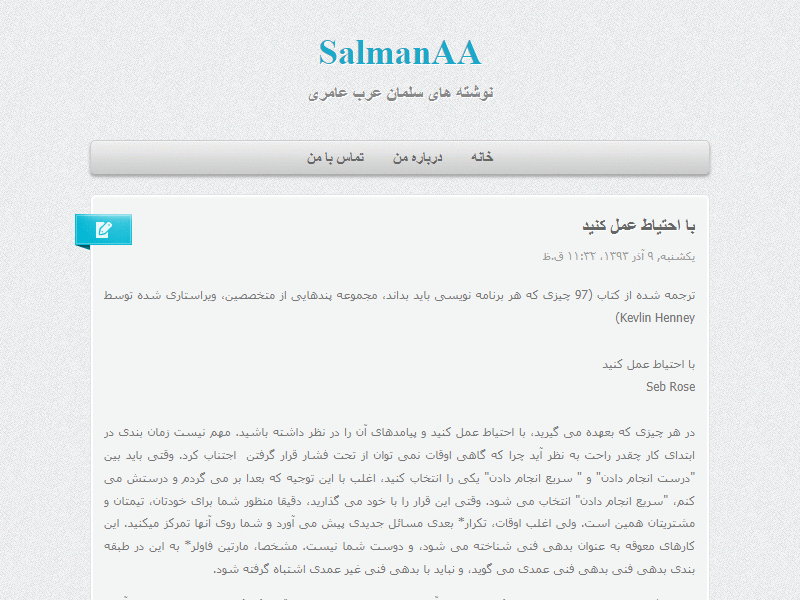 SalmanAA
نوشته های سلمان عرب عامری
خانه درباره من تماس با من
با احتیاط عمل کنید
یکشنبه, ۹ آذر ۱۳۹۳، ۱۱:۳۲ ق.ظ
ترجمه شده از کتاب (97 چیزی که هر برنامه نویسی باید بداند، مجموعه پندهایی از متخصصین، ویراستاری شده توسط
Kevlin Henney)
با احتیاط عمل کنید
Seb Rose
در هر چیزی که بعهده می گیرید، با احتیاط عمل کنید و پیامدهای آن را در نظر داشته باشید. مهم نیست زمان بندی در
ابتدای کار چقدر راحت به نظر آید چرا که گاهی اوقات نمی توان از تحت فشار قرار گرفتن اجتناب کرد. وقتی باید بین
"درست انجام دادن" و " سریع انجام دادن" یکی را انتخاب کنید، اغلب با این توجیه که بعدا بر می گردم و درستش می
کنم، "سریع انجام دادن" انتخاب می شود. وقتی این قرار را با خود می گذارید، دقیقا منظور شما برای خودتان، تیمتان و
مشتریتان همین است. ولی اغلب اوقات، تکرار* بعدی مسائل جدیدی پیش می آورد و شما روی آنها تمرکز میکنید. این
کارهای معوقه به عنوان بدهی فنی شناخته می شود، و دوست شما نیست. مشخصا، مارتین فاولر* به این در طبقه
بندی بدهی فنی بدهی فنی عمدی می گوید، و نباید با بدهی فنی غیر عمدی اشتباه گرفته شود.